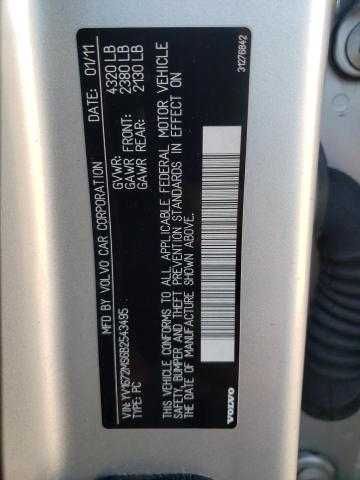 MFD BY VOLVO CAR CORPORATION DATE: 01/11
GVWR: 4320 LB
GAWR FRONT: 2380 LB
GAWR REAR: 2130 LB
VIN: YV1672MS6B2543495
TYPE: PC
THIS VEHICLE CONFORMS TO ALL APPLICABLE FEDERAL MOTOR VEHICLE
SAFETY, BUMPER AND THEFT PREVENTION STANDARDS IN EFFECT ON
DATE OF MANUFACTURE SHOWN ABOVE.
VOLVO
31276842